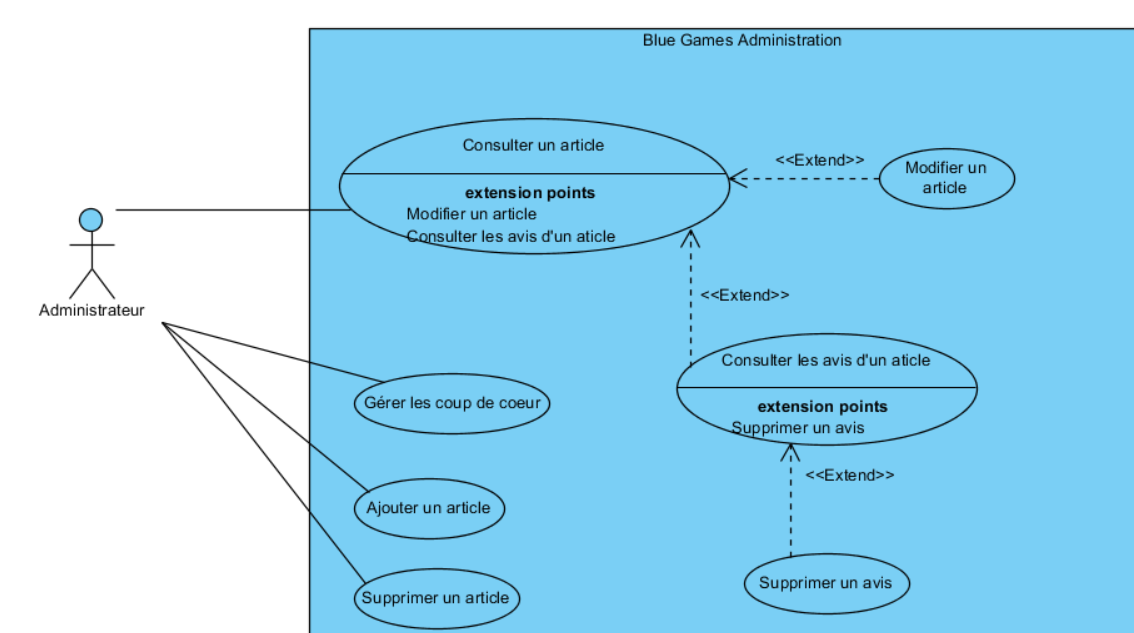 Blue Games Administration
Consulter un article
extension points
Modifier un article
Consulter les avis d'un aticle
<<Extend>>
Modifier un
article
Administrateur
<<Extend>>
Consulter les avis d'un aticle
extension points
Supprimer un avis
Gérer les coup de coeur
<<Extend>>
Ajouter un article
Supprimer un avis
Supprimer un article